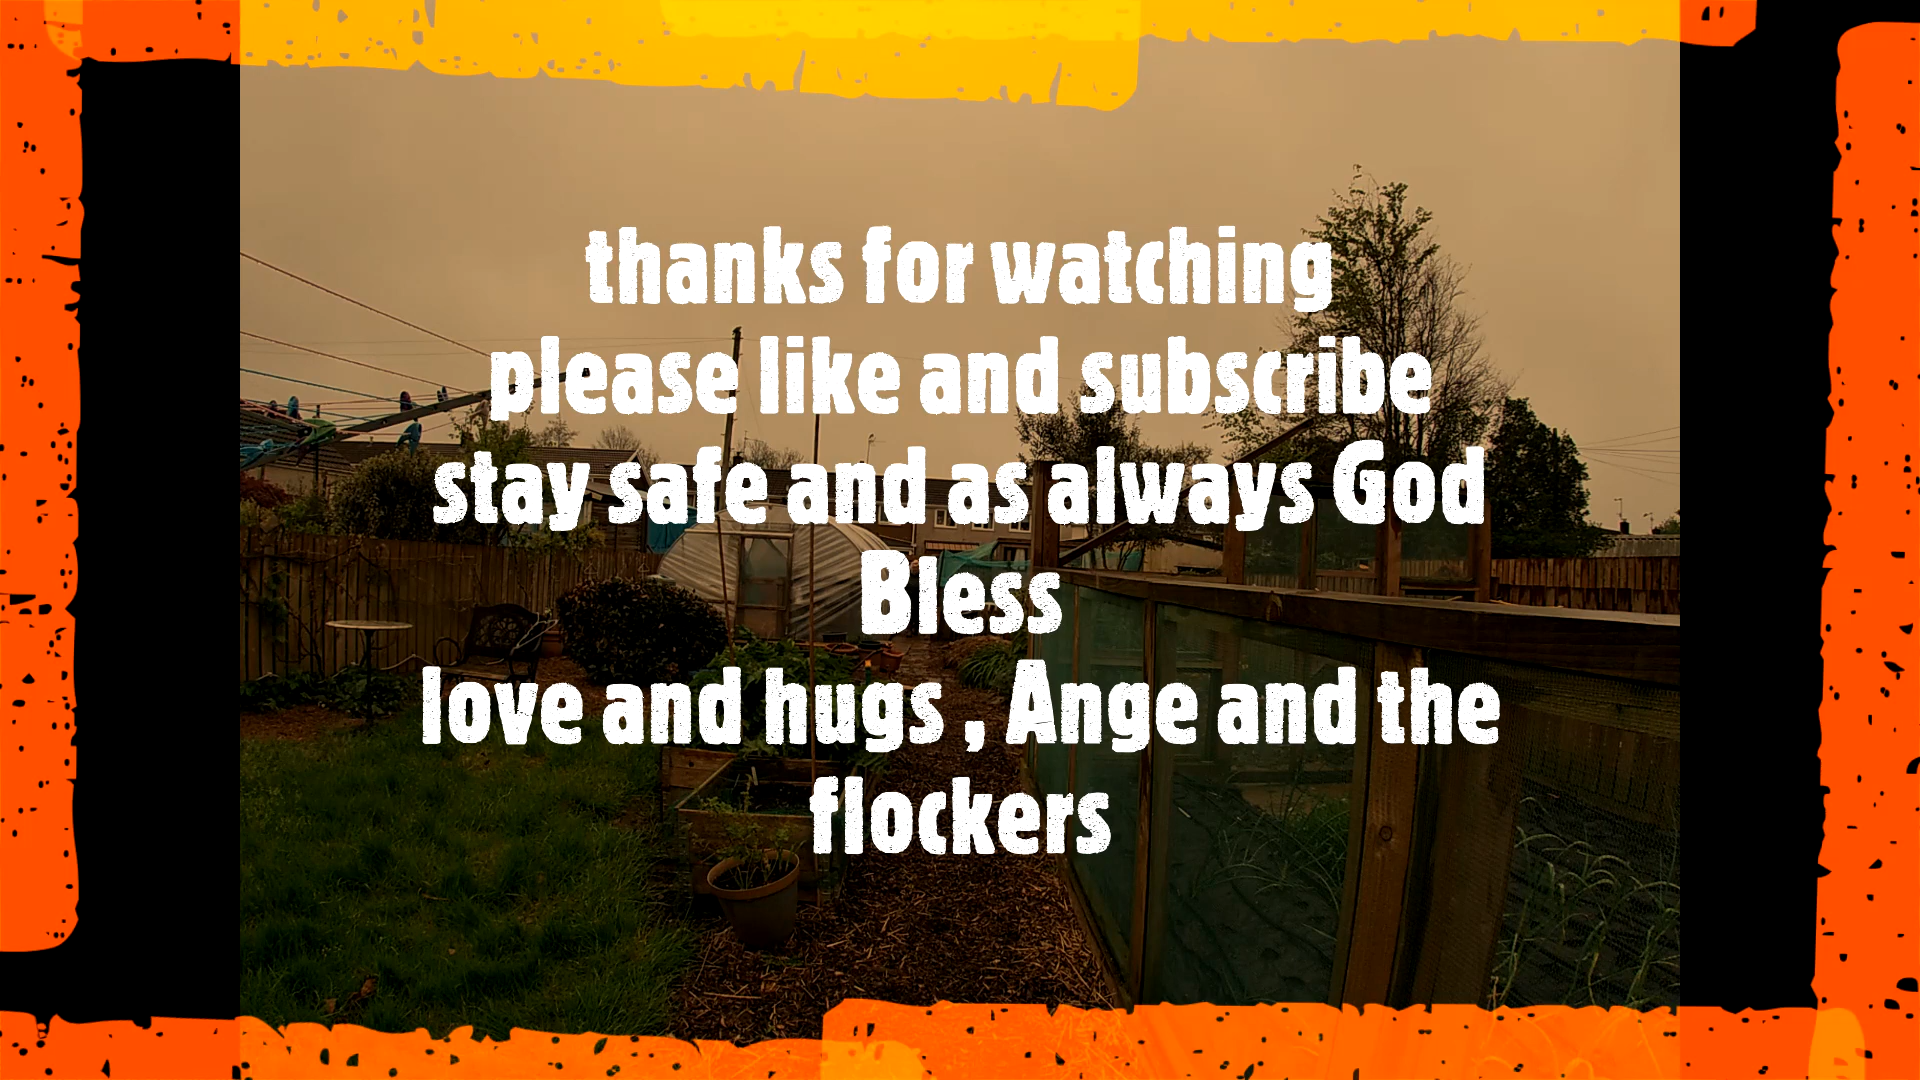 thanks for watching
please like and subscribe
stay safe and as always God
Bless
love and hugs , Ange and the
flockers